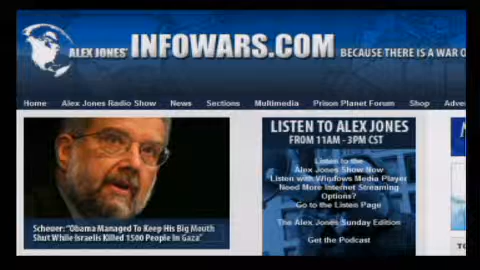 ALEX JONES' INFOWARS.COM BECAUSE THERE IS A WAR O
Home Alex Jones Radio Show News Sections Multimedia Prison Planet Forum Shop Adve
LISTEN TO ALEX JONES
FROM 11AM - 3PM CST
Listen to the
Alex Jones Show Now
Listen with Windows Media Player
Need More Internet Streaming
Options?
Go to the Listen Page
The Alex Jones Sunday Edition
Get the Podcast
Scheuer: "Obama Managed To Keep His Big Mouth
Shut While Israelis Killed 1500 People In Gaza"